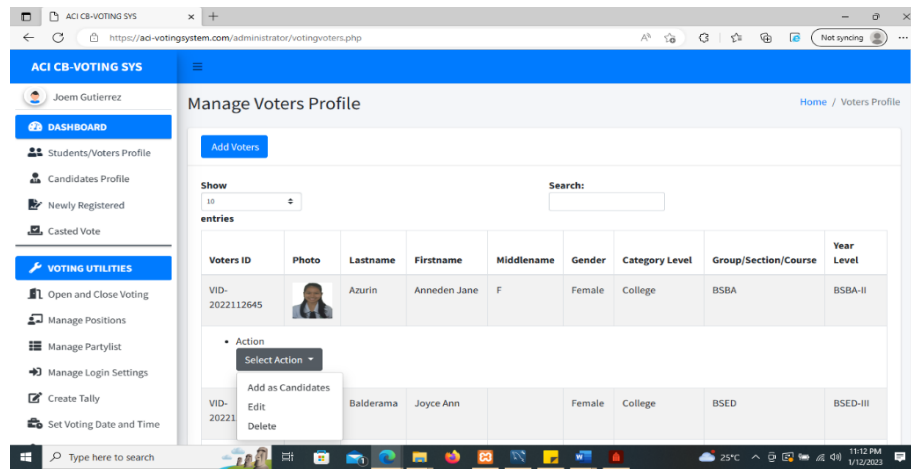 ACI CB-VOTING SYS
https://aci-votingsystem.com/administrator/votingvoters.php
Not syncing
ACI CB-VOTING SYS
Joem Gutierrez
Manage Voters Profile
Home / Voters Profile
DASHBOARD
Students/Voters Profile
Candidates Profile
Newly Registered
Casted Vote
VOTING UTILITIES
Open and Close Voting
Manage Positions
Manage Partylist
Manage Login Settings
Create Tally
Set Voting Date and Time
Add Voters
Show
10
entries
Search:
Voters ID Photo Lastname Firstname Middlename Gender Category Level Group/Section/Course Year Level
VID-2022112645 Azurin Anneden Jane F Female College BSBA BSBA-II
Action
Select Action
Add as Candidates
Edit
Delete
VID-20221 Balderama Joyce Ann Female College BSED BSED-III
Type here to search
25°C
11:12 PM
1/12/2023